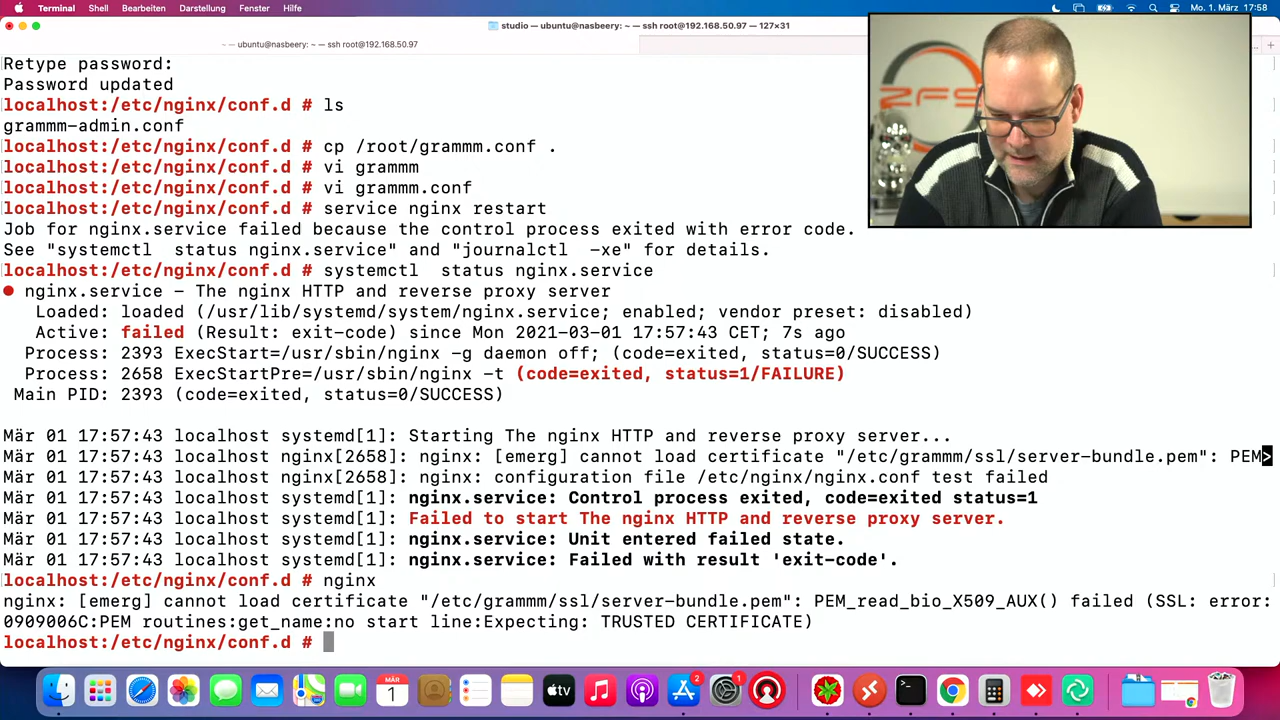 Terminal Shell Bearbeiten Darstellung Fenster Hilfe Mo. 1. März 17:58
studio — ubuntu@nasbeery: ~ — ssh root@192.168.50.97 — 127×31
~ — ubuntu@nasbeery: ~ — ssh root@192.168.50.97
Retype password:
Password updated
localhost:/etc/nginx/conf.d # ls
grammm-admin.conf
localhost:/etc/nginx/conf.d # cp /root/grammm.conf .
localhost:/etc/nginx/conf.d # vi grammm
localhost:/etc/nginx/conf.d # vi grammm.conf
localhost:/etc/nginx/conf.d # service nginx restart
Job for nginx.service failed because the control process exited with error code.
See "systemctl  status nginx.service" and "journalctl  -xe" for details.
localhost:/etc/nginx/conf.d # systemctl  status nginx.service
● nginx.service – The nginx HTTP and reverse proxy server
Loaded: loaded (/usr/lib/systemd/system/nginx.service; enabled; vendor preset: disabled)
Active: failed (Result: exit-code) since Mon 2021-03-01 17:57:43 CET; 7s ago
Process: 2393 ExecStart=/usr/sbin/nginx -g daemon off; (code=exited, status=0/SUCCESS)
Process: 2658 ExecStartPre=/usr/sbin/nginx -t (code=exited, status=1/FAILURE)
Main PID: 2393 (code=exited, status=0/SUCCESS)
Mär 01 17:57:43 localhost systemd[1]: Starting The nginx HTTP and reverse proxy server...
Mär 01 17:57:43 localhost nginx[2658]: nginx: [emerg] cannot load certificate "/etc/grammm/ssl/server-bundle.pem": PEM>
Mär 01 17:57:43 localhost nginx[2658]: nginx: configuration file /etc/nginx/nginx.conf test failed
Mär 01 17:57:43 localhost systemd[1]: nginx.service: Control process exited, code=exited status=1
Mär 01 17:57:43 localhost systemd[1]: Failed to start The nginx HTTP and reverse proxy server.
Mär 01 17:57:43 localhost systemd[1]: nginx.service: Unit entered failed state.
Mär 01 17:57:43 localhost systemd[1]: nginx.service: Failed with result 'exit-code'.
localhost:/etc/nginx/conf.d # nginx
nginx: [emerg] cannot load certificate "/etc/grammm/ssl/server-bundle.pem": PEM_read_bio_X509_AUX() failed (SSL: error:
0909006C:PEM routines:get_name:no start line:Expecting: TRUSTED CERTIFICATE)
localhost:/etc/nginx/conf.d #
ZFS
MÄR
1
tv
2
1